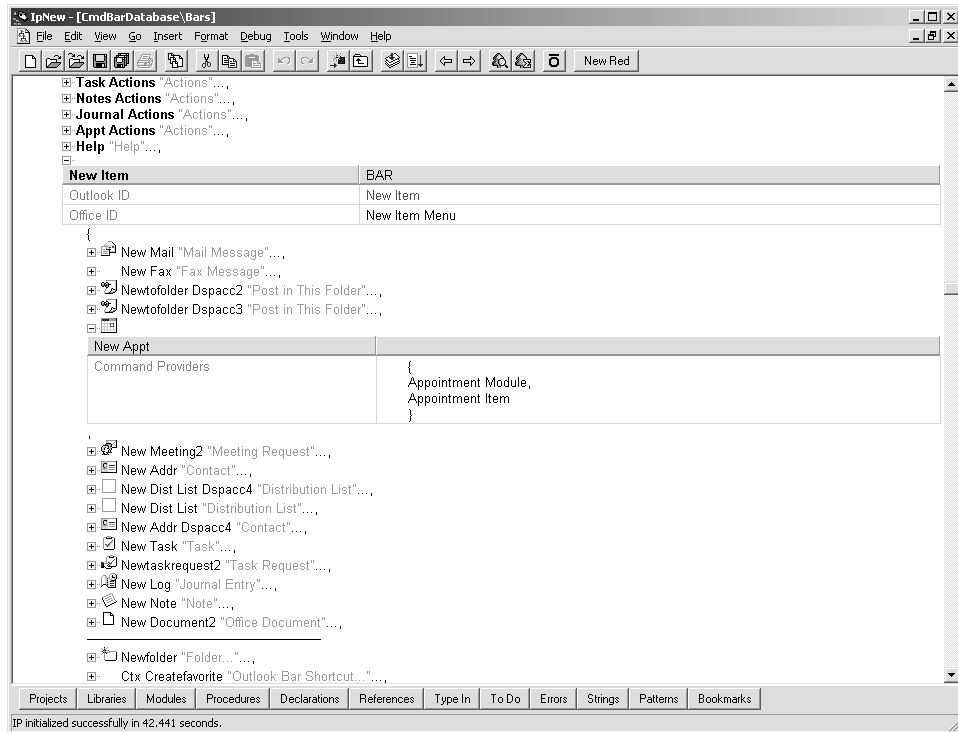 IpNew - [CmdBarDatabase\Bars]
File Edit View Go Insert Format Debug Tools Window Help
New Red
Task Actions "Actions"...,
Notes Actions "Actions"...,
Journal Actions "Actions"...,
Appt Actions "Actions"...,
Help "Help"...,
New Item BAR
Outlook ID New Item
Office ID New Item Menu
{
New Mail "Mail Message"...,
New Fax "Fax Message"...,
Newtofolder Dspacc2 "Post in This Folder"...,
Newtofolder Dspacc3 "Post in This Folder"...,
New Appt
Command Providers {
Appointment Module,
Appointment Item
}
,
New Meeting2 "Meeting Request"...,
New Addr "Contact"...,
New Dist List Dspacc4 "Distribution List"...,
New Dist List "Distribution List"...,
New Addr Dspacc4 "Contact"...,
New Task "Task"...,
Newtaskrequest2 "Task Request"...,
New Log "Journal Entry"...,
New Note "Note"...,
New Document2 "Office Document"...,
Newfolder "Folder..."...,
Ctx Createfavorite "Outlook Bar Shortcut..."...,
Projects Libraries Modules Procedures Declarations References Type In To Do Errors Strings Patterns Bookmarks
IP initialized successfully in 42.441 seconds.